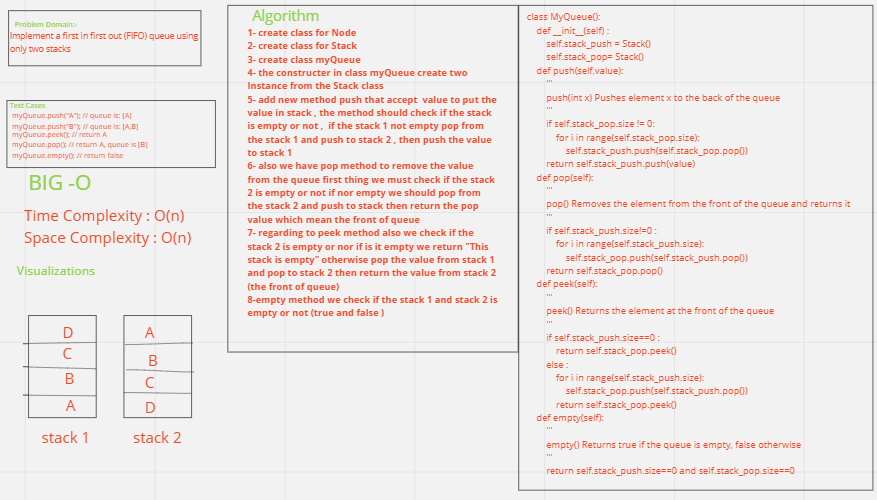 Problem Domain:-
Implement a first in first out (FIFO) queue using
only two stacks
Test Cases
myQueue.push("A"); // queue is: [A]
myQueue.push("B"); // queue is: [A,B]
myQueue.peek(); // return A
myQueue.pop(); // return A, queue is [B]
myQueue.empty(); // return false
BIG -O
Time Complexity : O(n)
Space Complexity : O(n)
Visualizations
D
C
B
A
stack 1
A
B
C
D
stack 2
Algorithm
1- create class for Node
2- create class for Stack
3- create class myQueue
4- the constructer in class myQueue create two
Instance from the Stack class
5- add new method push that accept value to put the
value in stack , the method should check if the stack
is empty or not , if the stack 1 not empty pop from
the stack 1 and push to stack 2 , then push the value
to stack 1
6- also we have pop method to remove the value
from the queue first thing we must check if the stack
2 is empty or not if nor empty we should pop from
the stack 2 and push to stack then return the pop
value which mean the front of queue
7- regarding to peek method also we check if the
stack 2 is empty or nor if is it empty we return "This
stack is empty" otherwise pop the value from stack 1
and pop to stack 2 then return the value from stack 2
(the front of queue)
8-empty method we check if the stack 1 and stack 2 is
empty or not (true and false )
class MyQueue():
def __init__(self) :
self.stack_push = Stack()
self.stack_pop= Stack()
def push(self,value):
'''
push(int x) Pushes element x to the back of the queue
'''
if self.stack_pop.size != 0:
for i in range(self.stack_pop.size):
self.stack_push.push(self.stack_pop.pop())
return self.stack_push.push(value)
def pop(self):
'''
pop() Removes the element from the front of the queue and returns it
'''
if self.stack_push.size!=0 :
for i in range(self.stack_push.size):
self.stack_pop.push(self.stack_push.pop())
return self.stack_pop.pop()
def peek(self):
'''
peek() Returns the element at the front of the queue
'''
if self.stack_push.size==0 :
return self.stack_pop.peek()
else :
for i in range(self.stack_push.size):
self.stack_pop.push(self.stack_push.pop())
return self.stack_pop.peek()
def empty(self):
'''
empty() Returns true if the queue is empty, false otherwise
'''
return self.stack_push.size==0 and self.stack_pop.size==0